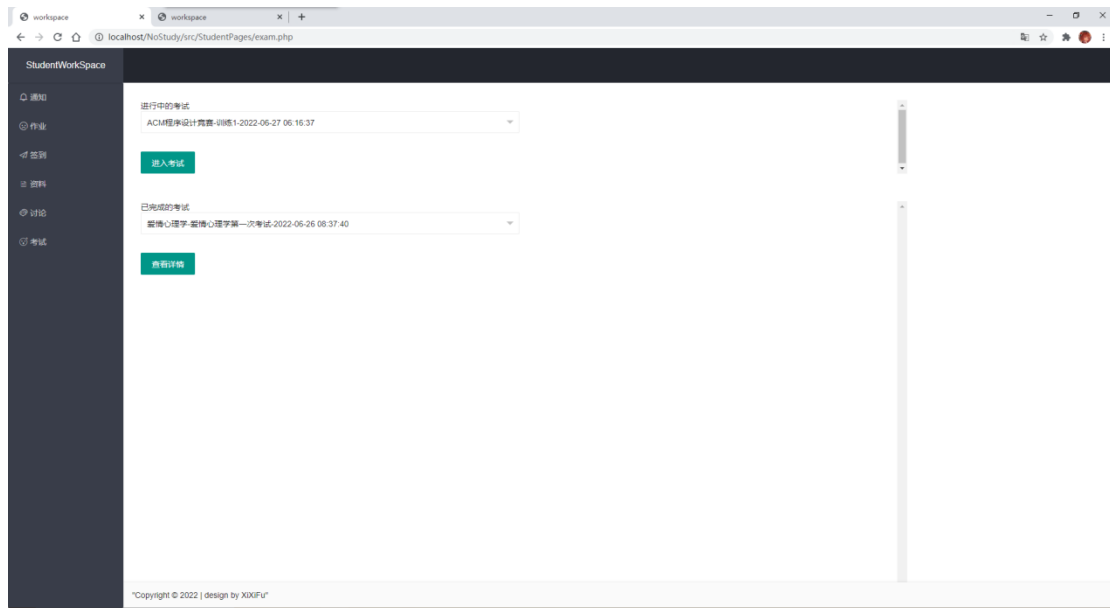 workspace
workspace
localhost/NoStudy/src/StudentPages/exam.php
StudentWorkSpace
通知
作业
签到
资料
讨论
考试
进行中的考试
ACM程序设计竞赛-训练1-2022-06-27 06:16:37
进入考试
已完成的考试
爱情心理学-爱情心理学第一次考试-2022-06-26 08:37:40
查看详情
"Copyright © 2022 | design by XiXiFu"